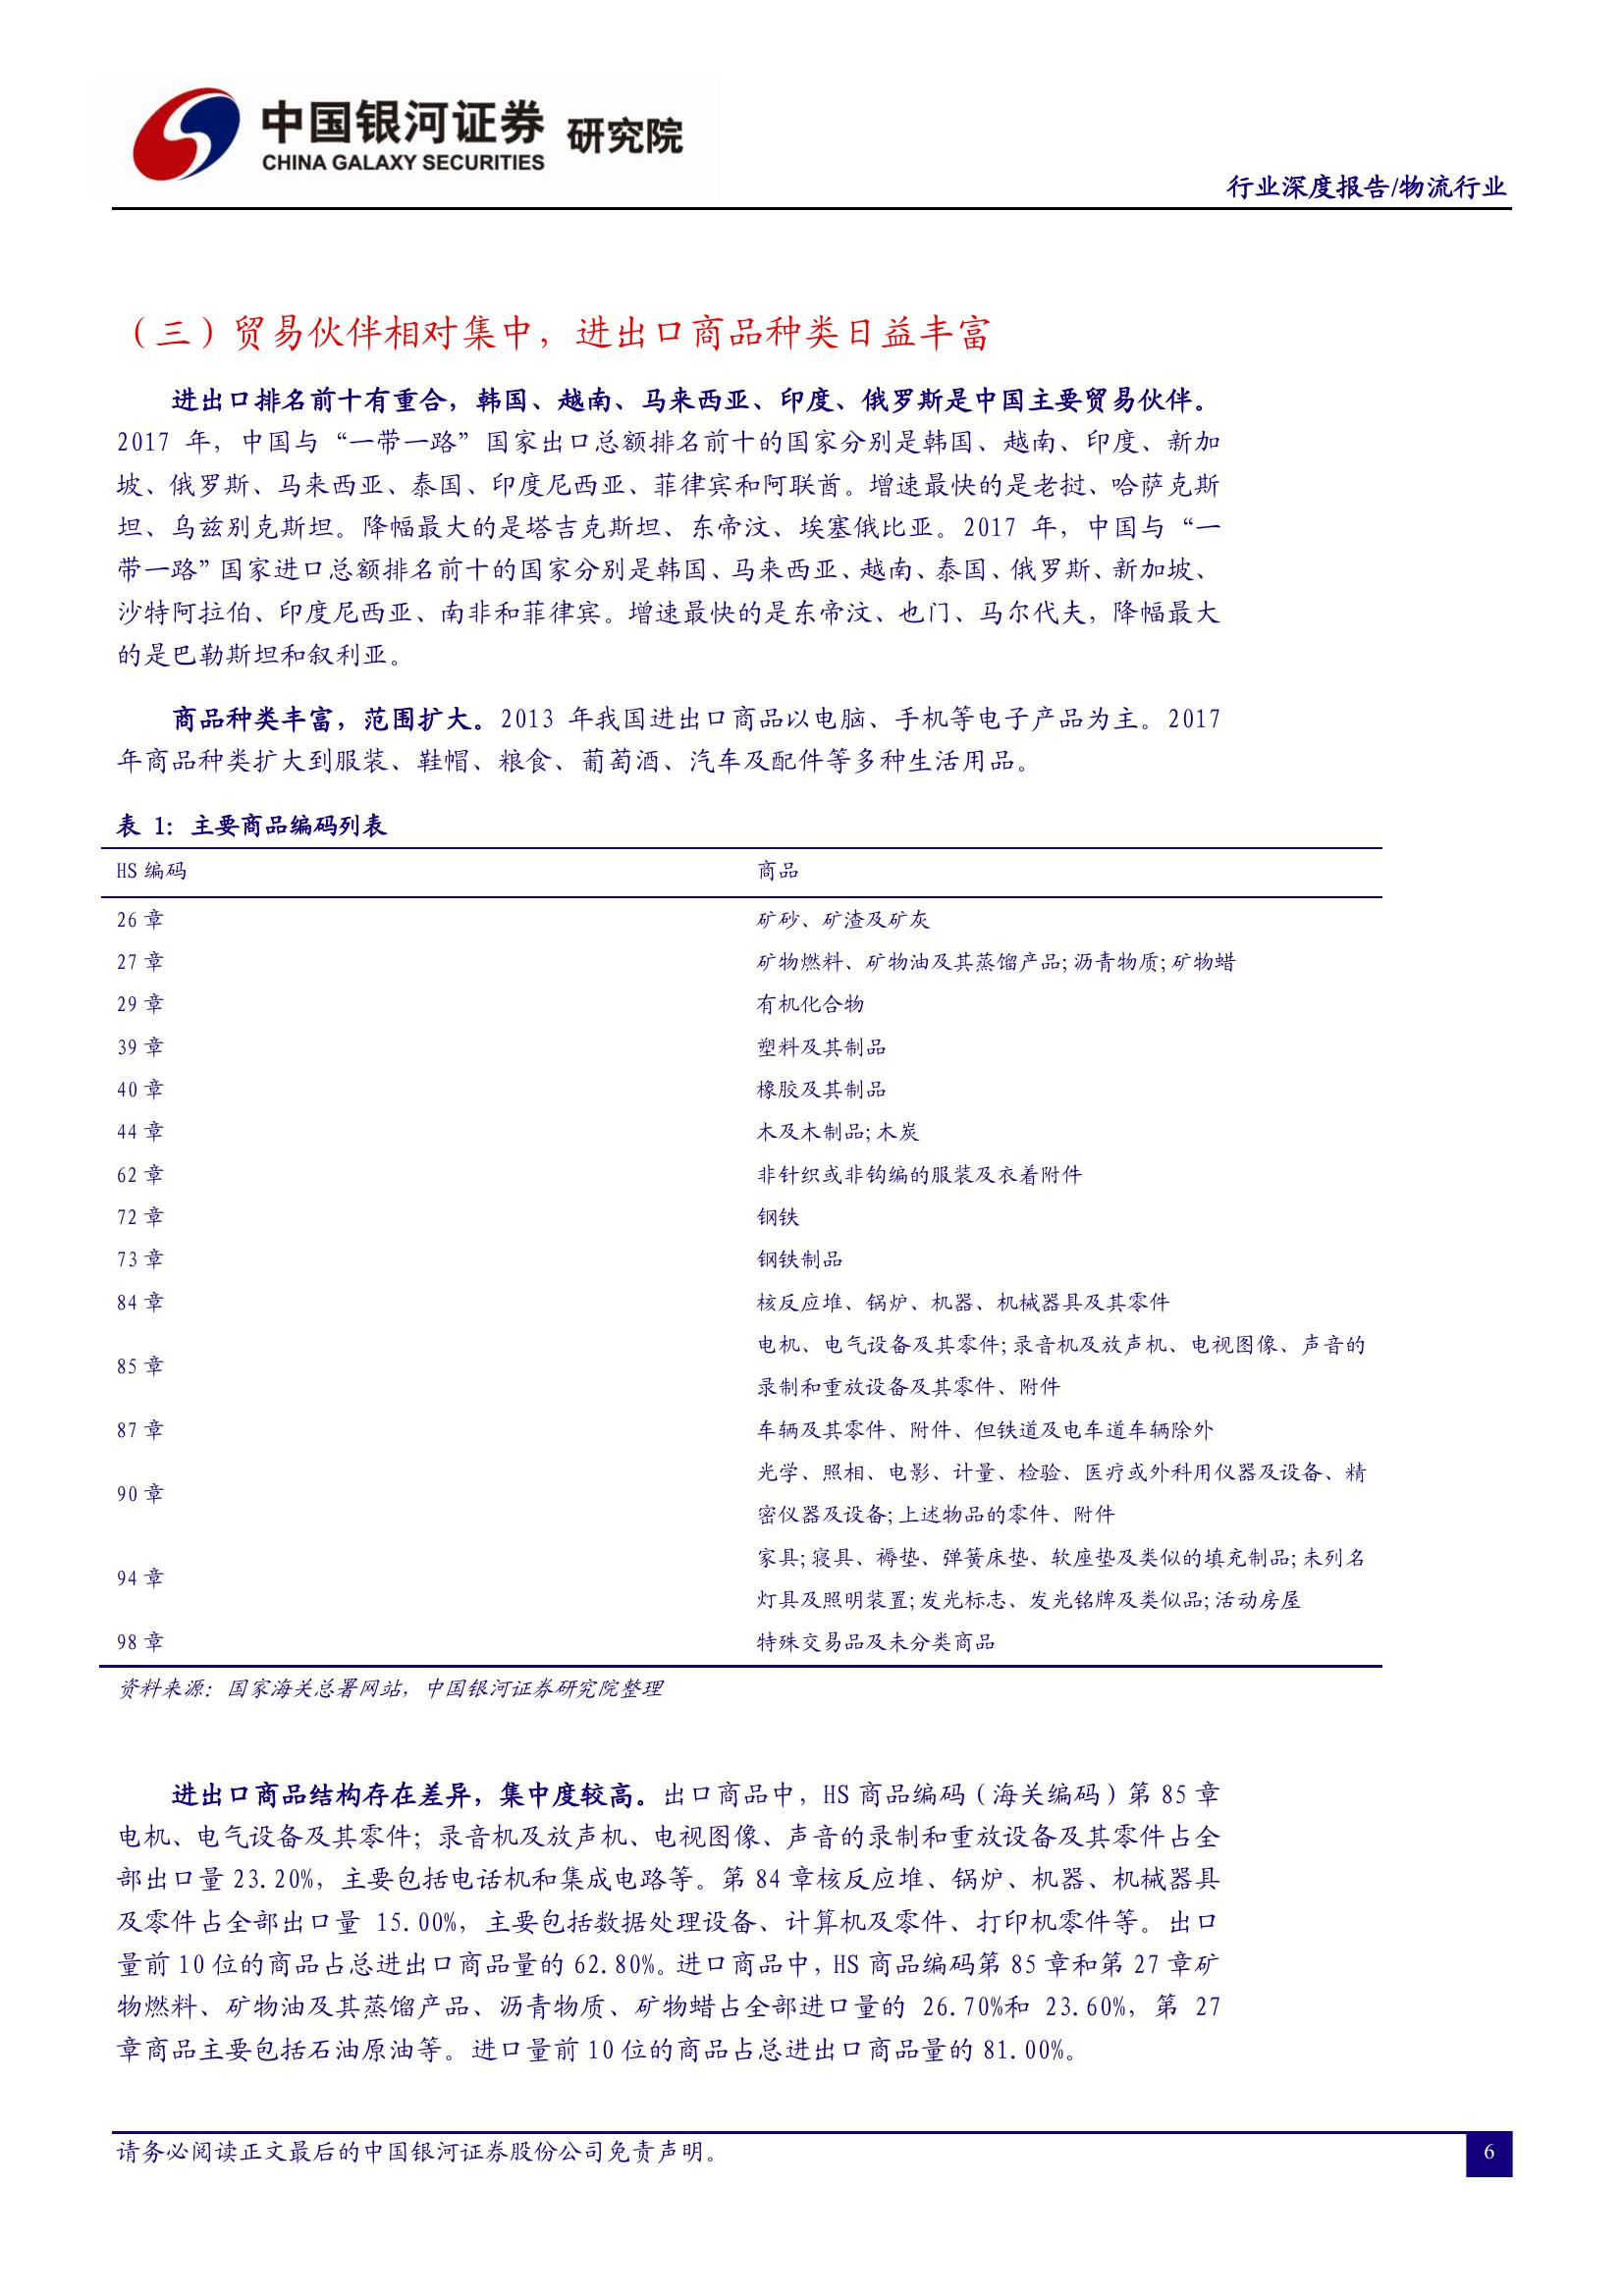 中国银河证券 研究院
CHINA GALAXY SECURITIES
行业深度报告/物流行业
（三）贸易伙伴相对集中，进出口商品种类日益丰富
进出口排名前十有重合，韩国、越南、马来西亚、印度、俄罗斯是中国主要贸易伙伴。
2017 年，中国与“一带一路”国家出口总额排名前十的国家分别是韩国、越南、印度、新加
坡、俄罗斯、马来西亚、泰国、印度尼西亚、菲律宾和阿联酋。增速最快的是老挝、哈萨克斯
坦、乌兹别克斯坦。降幅最大的是塔吉克斯坦、东帝汶、埃塞俄比亚。2017 年，中国与“一
带一路”国家进口总额排名前十的国家分别是韩国、马来西亚、越南、泰国、俄罗斯、新加坡、
沙特阿拉伯、印度尼西亚、南非和菲律宾。增速最快的是东帝汶、也门、马尔代夫，降幅最大
的是巴勒斯坦和叙利亚。
商品种类丰富，范围扩大。2013 年我国进出口商品以电脑、手机等电子产品为主。2017
年商品种类扩大到服装、鞋帽、粮食、葡萄酒、汽车及配件等多种生活用品。
表 1：主要商品编码列表
HS 编码 商品
26 章 矿砂、矿渣及矿灰
27 章 矿物燃料、矿物油及其蒸馏产品;沥青物质;矿物蜡
29 章 有机化合物
39 章 塑料及其制品
40 章 橡胶及其制品
44 章 木及木制品;木炭
62 章 非针织或非钩编的服装及衣着附件
72 章 钢铁
73 章 钢铁制品
84 章 核反应堆、锅炉、机器、机械器具及其零件
85 章 电机、电气设备及其零件;录音机及放声机、电视图像、声音的
录制和重放设备及其零件、附件
87 章 车辆及其零件、附件、但铁道及电车道车辆除外
90 章 光学、照相、电影、计量、检验、医疗或外科用仪器及设备、精
密仪器及设备;上述物品的零件、附件
94 章 家具;寝具、褥垫、弹簧床垫、软座垫及类似的填充制品;未列名
灯具及照明装置;发光标志、发光铭牌及类似品;活动房屋
98 章 特殊交易品及未分类商品
资料来源：国家海关总署网站，中国银河证券研究院整理
进出口商品结构存在差异，集中度较高。出口商品中，HS 商品编码（海关编码）第 85 章
电机、电气设备及其零件；录音机及放声机、电视图像、声音的录制和重放设备及其零件占全
部出口量 23.20%，主要包括电话机和集成电路等。第 84 章核反应堆、锅炉、机器、机械器具
及零件占全部出口量 15.00%，主要包括数据处理设备、计算机及零件、打印机零件等。出口
量前 10 位的商品占总进出口商品量的 62.80%。进口商品中，HS 商品编码第 85 章和第 27 章矿
物燃料、矿物油及其蒸馏产品、沥青物质、矿物蜡占全部进口量的 26.70%和 23.60%，第 27
章商品主要包括石油原油等。进口量前 10 位的商品占总进出口商品量的 81.00%。
请务必阅读正文最后的中国银河证券股份公司免责声明。
6